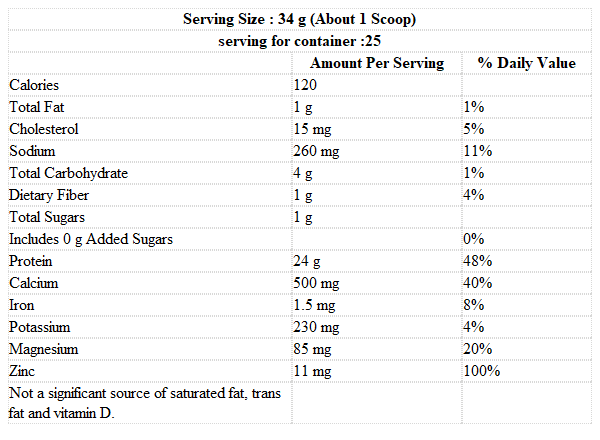 Serving Size : 34 g (About 1 Scoop)
serving for container :25
Amount Per Serving % Daily Value
Calories 120
Total Fat 1 g 1%
Cholesterol 15 mg 5%
Sodium 260 mg 11%
Total Carbohydrate 4 g 1%
Dietary Fiber 1 g 4%
Total Sugars 1 g
Includes 0 g Added Sugars 0%
Protein 24 g 48%
Calcium 500 mg 40%
Iron 1.5 mg 8%
Potassium 230 mg 4%
Magnesium 85 mg 20%
Zinc 11 mg 100%
Not a significant source of saturated fat, trans
fat and vitamin D.